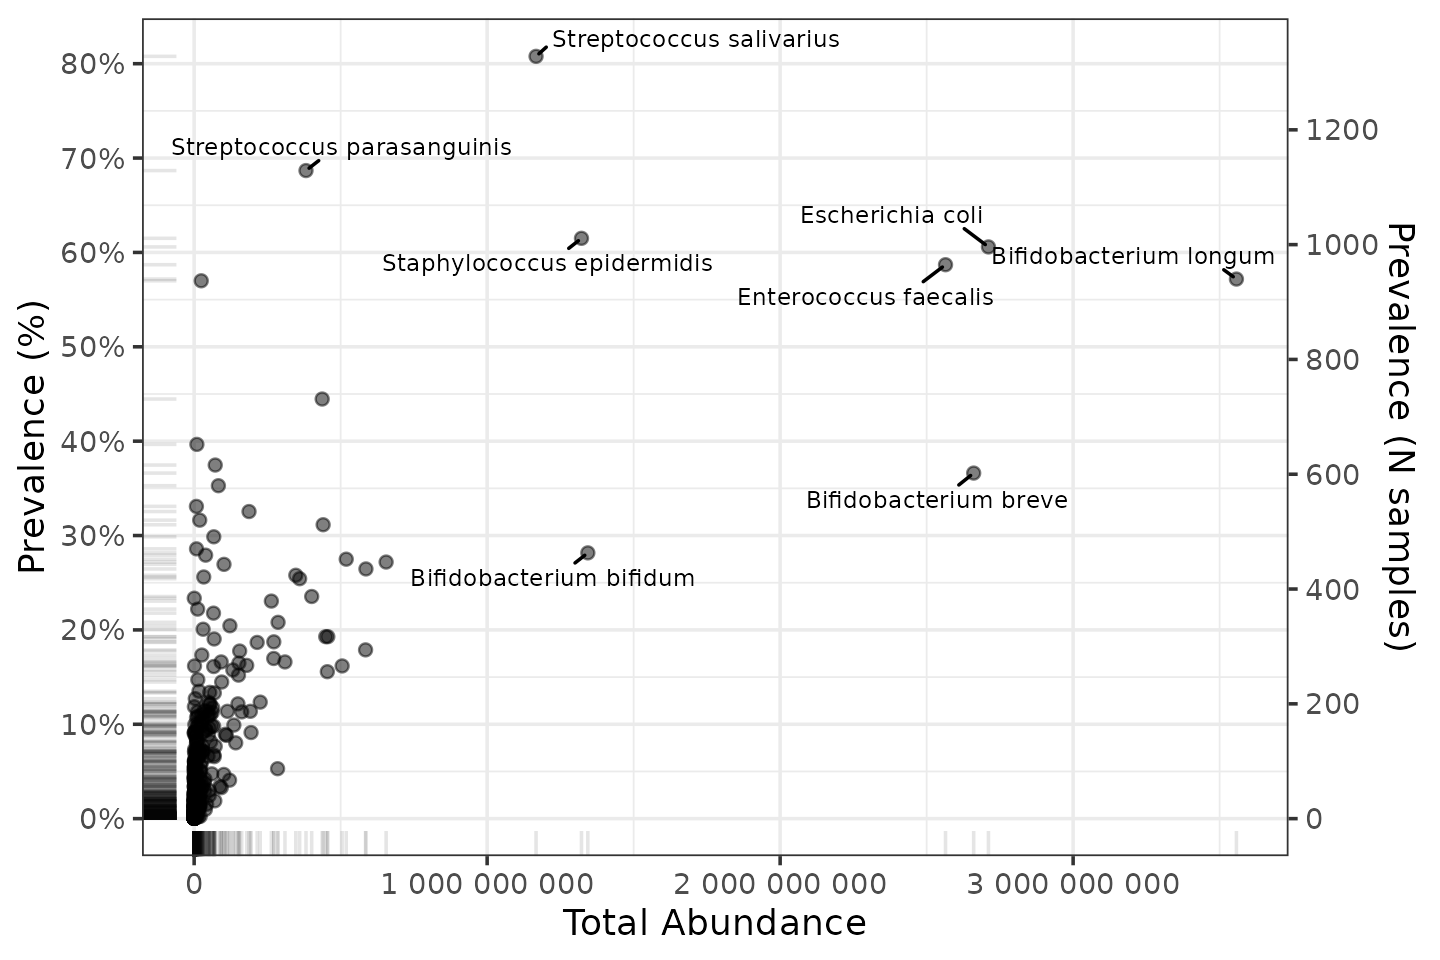 Streptococcus salivarius
Streptococcus parasanguinis
Escherichia coli
Bifidobacterium longum
Staphylococcus epidermidis
Enterococcus faecalis
Bifidobacterium breve
Bifidobacterium bifidum
80%
70%
60%
50%
40%
30%
20%
10%
0%
Prevalence (%)
1200
1000
800
600
400
200
0
Prevalence (N samples)
0
1 000 000 000
2 000 000 000
3 000 000 000
Total Abundance